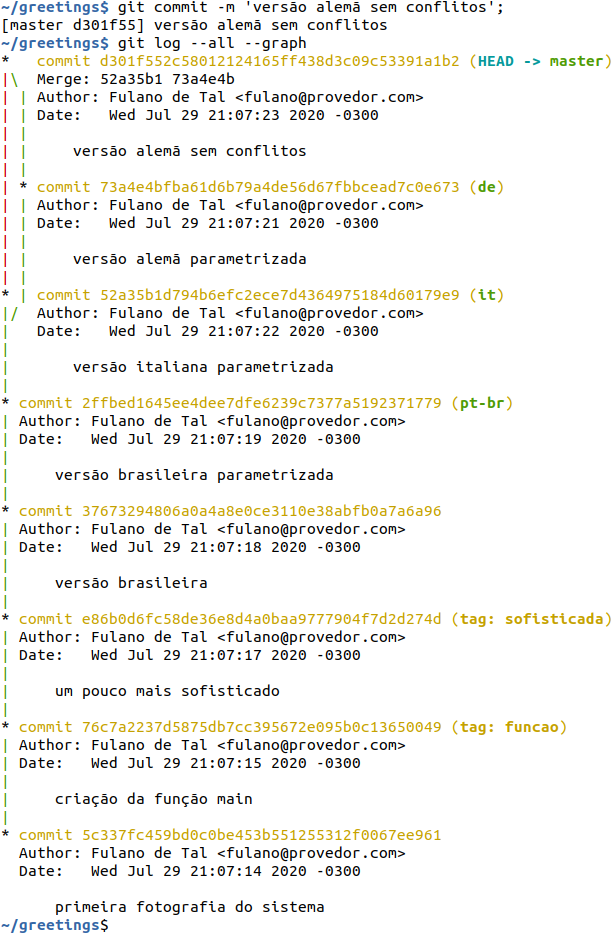 ~/greetings$ git commit -m 'versão alemã sem conflitos';
[master d301f55] versão alemã sem conflitos
~/greetings$ git log --all --graph
*   commit d301f552c58012124165ff438d3c09c53391a1b2 (HEAD -> master)
|\  Merge: 52a35b1 73a4e4b
| | Author: Fulano de Tal <fulano@provedor.com>
| | Date:   Wed Jul 29 21:07:23 2020 -0300
| |
| |     versão alemã sem conflitos
| |
| * commit 73a4e4bfba61d6b79a4de56d67fbbcead7c0e673 (de)
| | Author: Fulano de Tal <fulano@provedor.com>
| | Date:   Wed Jul 29 21:07:21 2020 -0300
| |
| |     versão alemã parametrizada
| |
* | commit 52a35b1d794b6efc2ece7d4364975184d60179e9 (it)
|/  Author: Fulano de Tal <fulano@provedor.com>
|   Date:   Wed Jul 29 21:07:22 2020 -0300
|
|       versão italiana parametrizada
|
* commit 2ffbed1645ee4dee7dfe6239c7377a5192371779 (pt-br)
| Author: Fulano de Tal <fulano@provedor.com>
| Date:   Wed Jul 29 21:07:19 2020 -0300
|
|     versão brasileira parametrizada
|
* commit 37673294806a0a4a8e0ce3110e38abfb0a7a6a96
| Author: Fulano de Tal <fulano@provedor.com>
| Date:   Wed Jul 29 21:07:18 2020 -0300
|
|     versão brasileira
|
* commit e86b0d6fc58de36e8d4a0baa9777904f7d2d274d (tag: sofisticada)
| Author: Fulano de Tal <fulano@provedor.com>
| Date:   Wed Jul 29 21:07:17 2020 -0300
|
|     um pouco mais sofisticado
|
* commit 76c7a2237d5875db7cc395672e095b0c13650049 (tag: funcao)
| Author: Fulano de Tal <fulano@provedor.com>
| Date:   Wed Jul 29 21:07:15 2020 -0300
|
|     criação da função main
|
* commit 5c337fc459bd0c0be453b551255312f0067ee961
  Author: Fulano de Tal <fulano@provedor.com>
  Date:   Wed Jul 29 21:07:14 2020 -0300

      primeira fotografia do sistema
~/greetings$